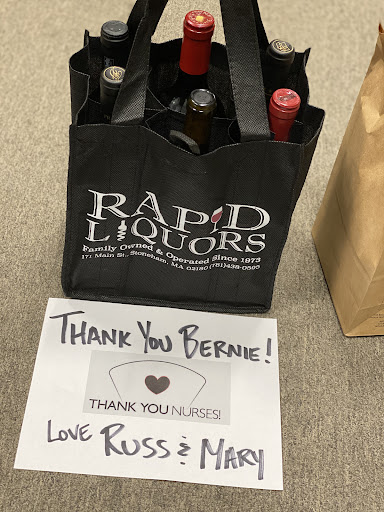 RAPID
LIQUORS
Family Owned & Operated Since 1973
171 Main St., Stoneham, MA 02180 (781)438-0595
THANK YOU BERNIE!
THANK YOU NURSES!
LOVE RUSS & MARY